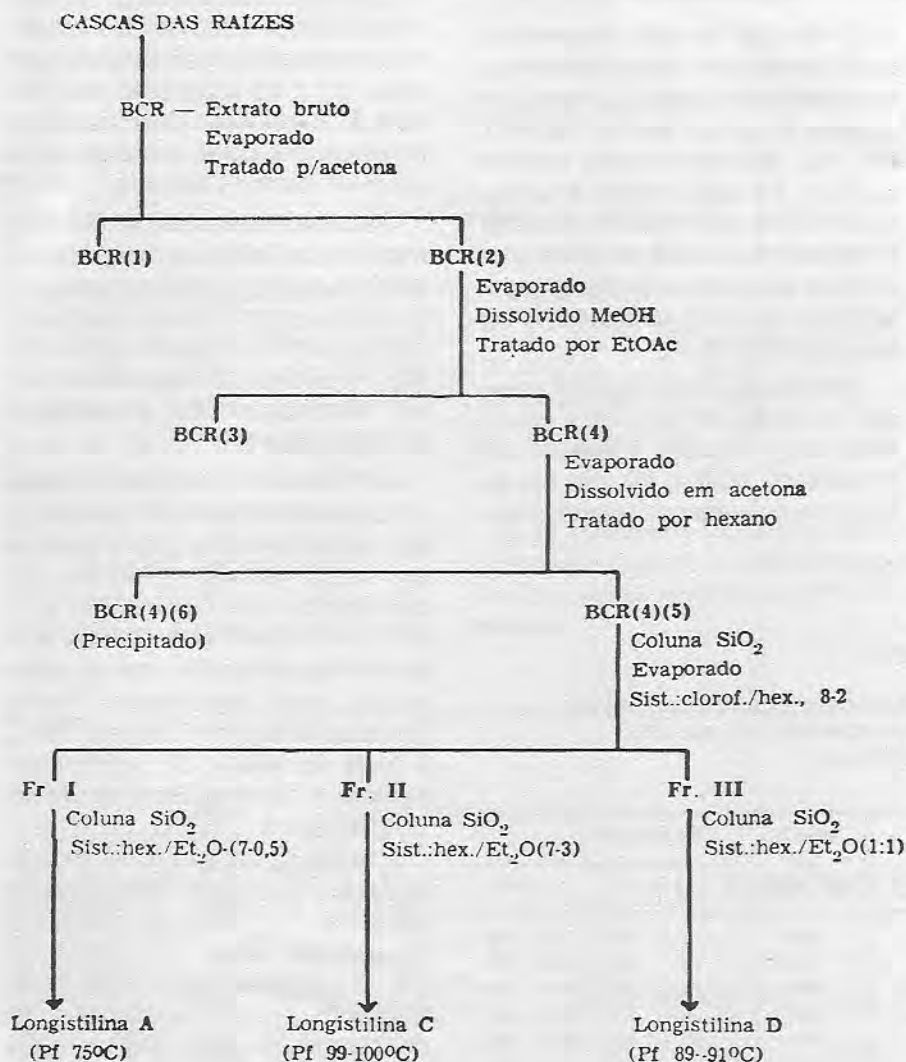 CASCAS DAS RAÍZES
BCR — Extrato bruto
Evaporado
Tratado p/acetona
BCR(1)
BCR(2)
Evaporado
Dissolvido MeOH
Tratado por EtOAc
BCR(3)
BCR(4)
Evaporado
Dissolvido em acetona
Tratado por hexano
BCR(4)(6)
(Precipitado)
BCR(4)(5)
Coluna SiO₂
Evaporado
Sist.:clorof./hex., 8-2
Fr I
Coluna SiO₂
Sist.:hex./Et₂O-(7-0,5)
Fr. II
Coluna SiO₂
Sist.:hex./Et₂O(7-3)
Fr. III
Coluna SiO₂
Sist.:hex./Et₂O(1:1)
Longistilina A
(Pf 75ºC)
Longistilina C
(Pf 99-100ºC)
Longistilina D
(Pf 89--91ºC)